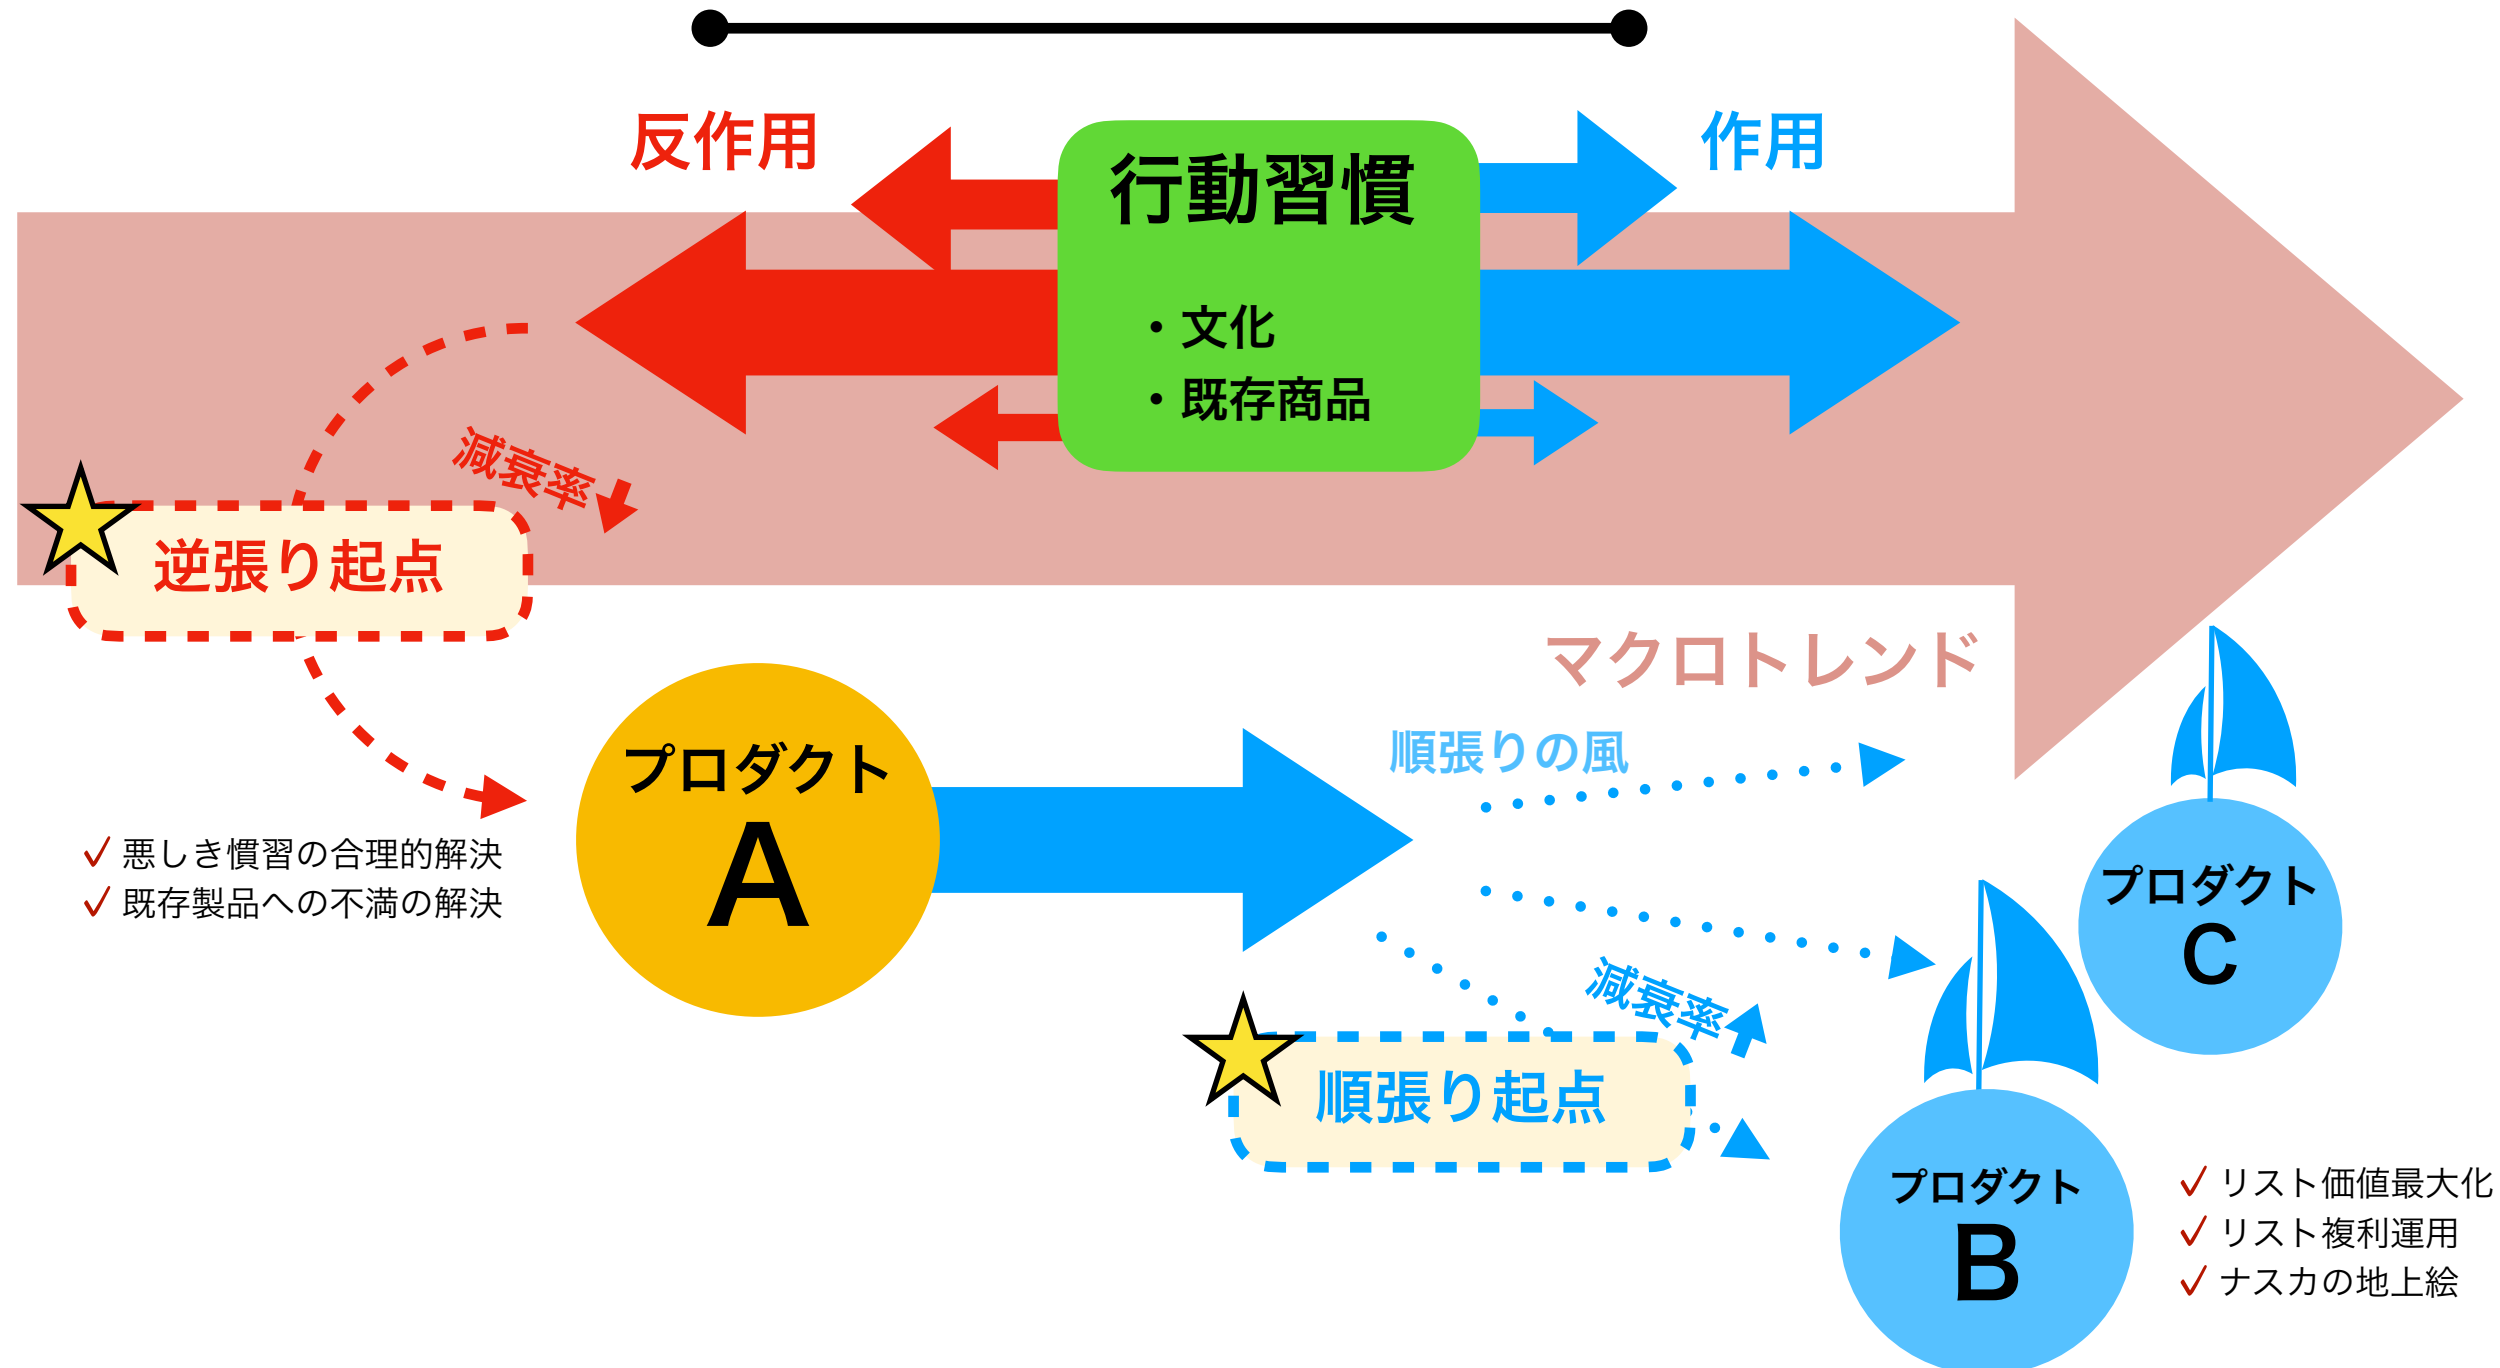 反作用
作用
行動習慣
• 文化
• 既存商品
減衰率
逆張り起点
マクロトレンド
順張りの風
プロダクト
A
悪しき慣習の合理的解決
既存商品への不満の解決
プロダクト
C
減衰率
順張り起点
プロダクト
B
リスト価値最大化
リスト複利運用
ナスカの地上絵